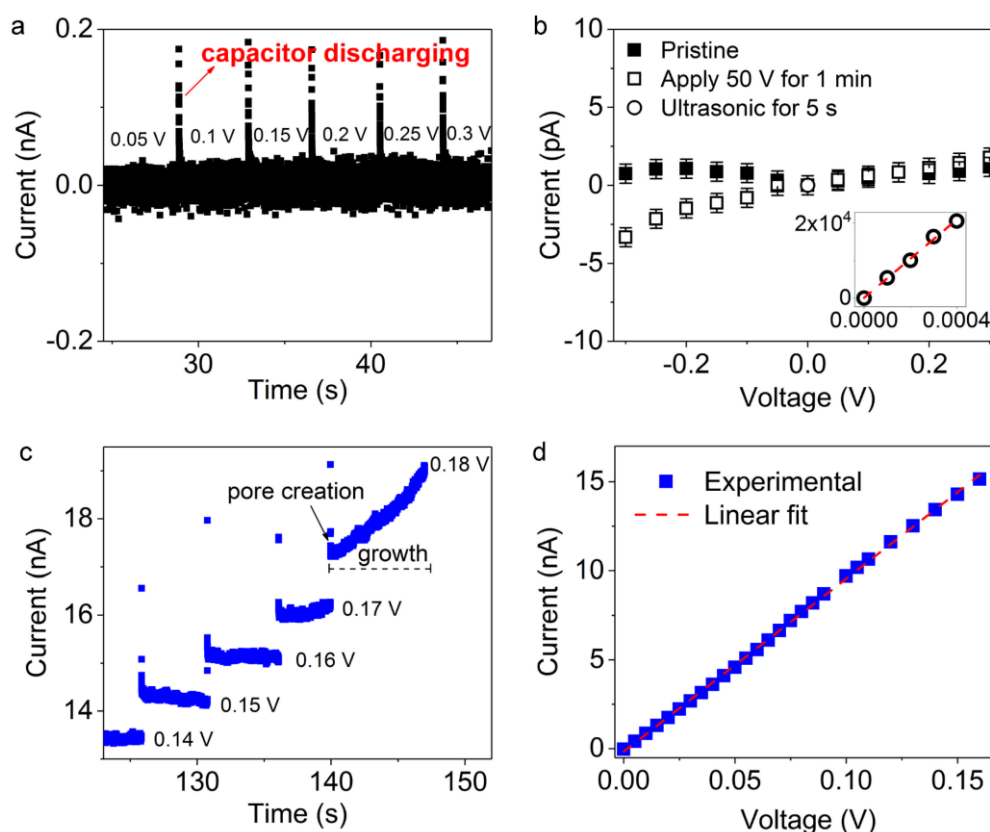 a
0.2
0.0
-0.2
Current (nA)
capacitor discharging
0.05 V
0.1 V
0.15 V
0.2 V
0.25 V
0.3 V
30
40
Time (s)
b
10
5
0
-5
-10
Current (pA)
Pristine
Apply 50 V for 1 min
Ultrasonic for 5 s
2x10⁴
0
0.0000
0.0004
-0.2
0.0
0.2
Voltage (V)
c
18
16
14
Current (nA)
pore creation
growth
0.18 V
0.17 V
0.16 V
0.15 V
0.14 V
130
140
150
Time (s)
d
15
10
5
0
Current (nA)
Experimental
Linear fit
0.00
0.05
0.10
0.15
Voltage (V)